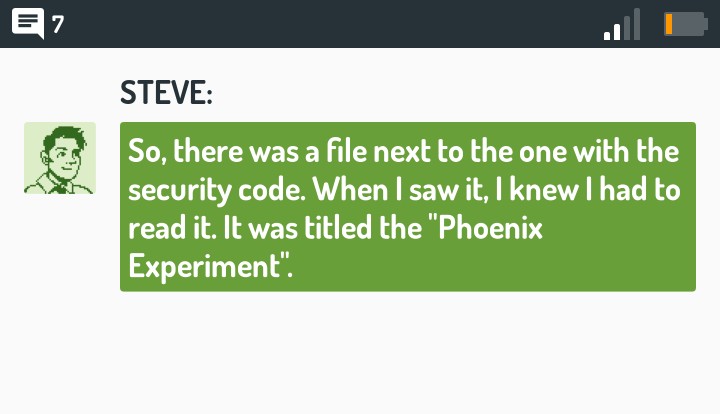 7
STEVE:
So, there was a file next to the one with the
security code. When I saw it, I knew I had to
read it. It was titled the "Phoenix
Experiment".